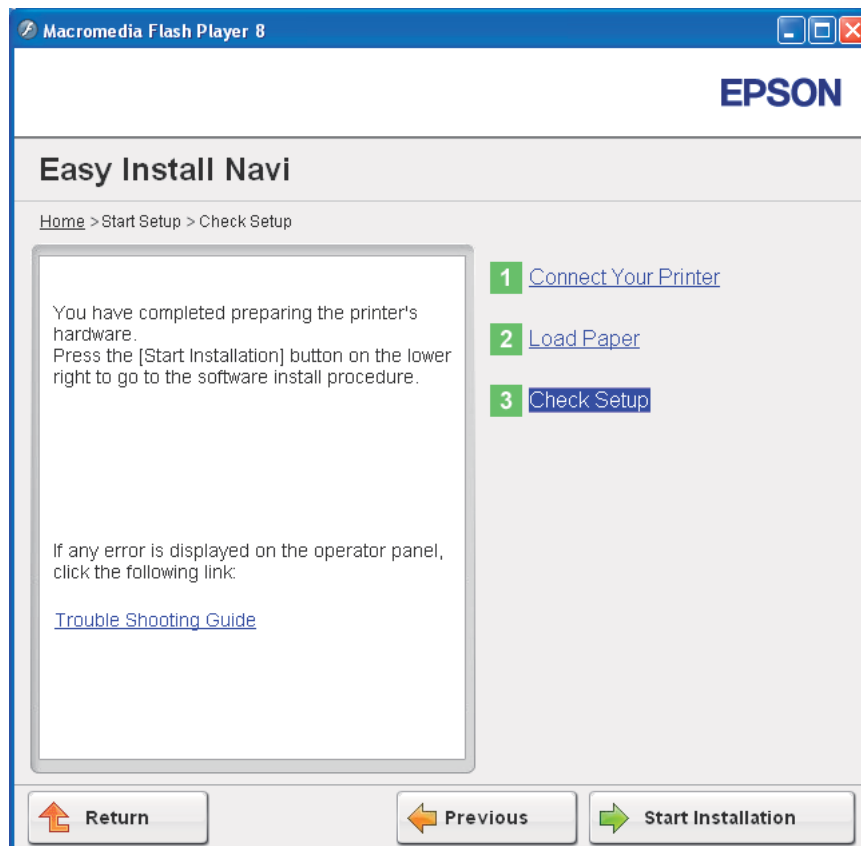 Macromedia Flash Player 8
EPSON
Easy Install Navi
Home > Start Setup > Check Setup
You have completed preparing the printer's
hardware.
Press the [Start Installation] button on the lower
right to go to the software install procedure.
If any error is displayed on the operator panel,
click the following link:
Trouble Shooting Guide
1 Connect Your Printer
2 Load Paper
3 Check Setup
Return
Previous
Start Installation